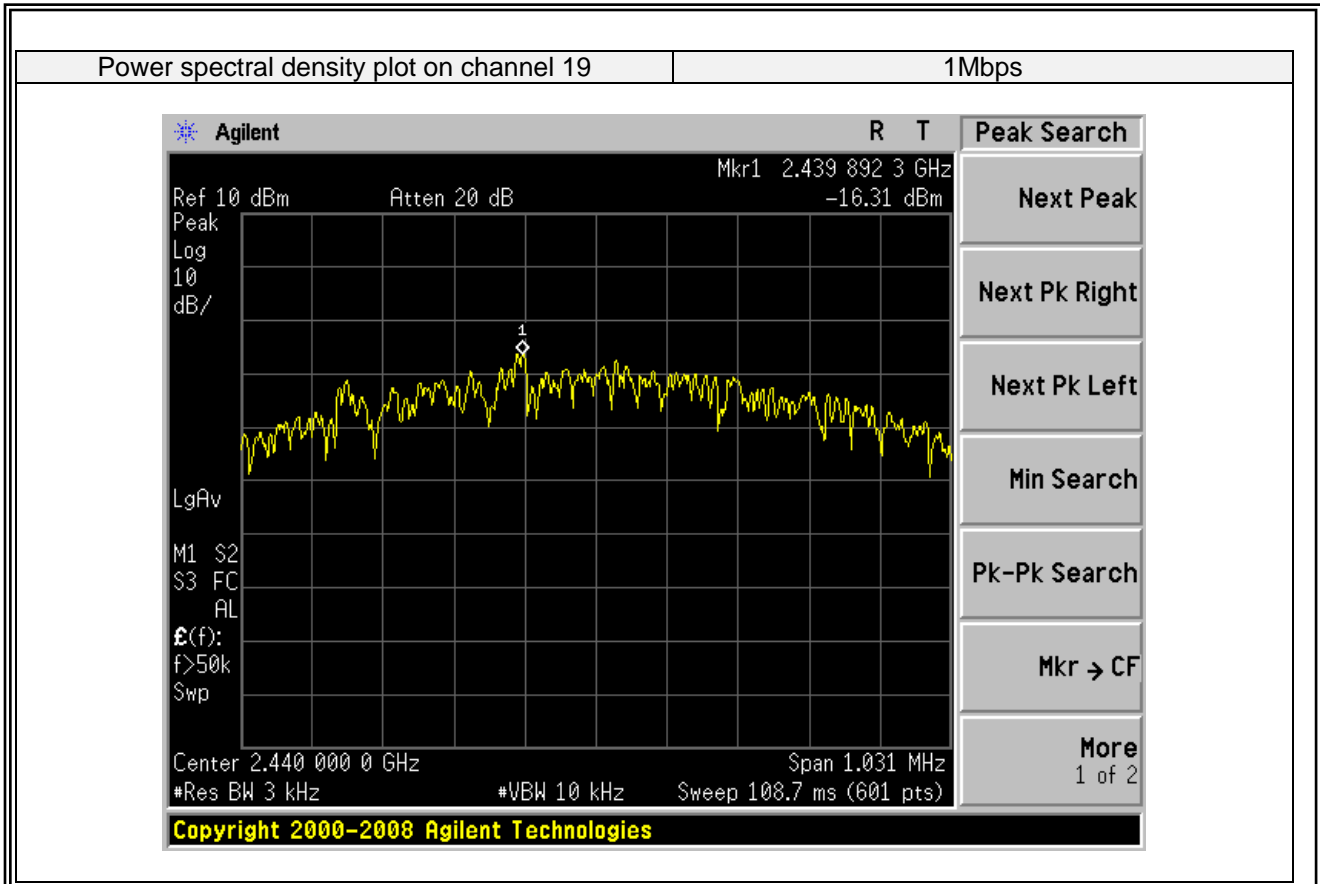 Power spectral density plot on channel 19 1Mbps
Agilent R T Peak Search
Mkr1 2.439 892 3 GHz
Ref 10 dBm Atten 20 dB -16.31 dBm
Peak
Log
10
dB/
1
LgAv
M1 S2
S3 FC
AL
£(f):
f>50k
Swp
Center 2.440 000 0 GHz Span 1.031 MHz
#Res BW 3 kHz #VBW 10 kHz Sweep 108.7 ms (601 pts)
Copyright 2000-2008 Agilent Technologies
Next Peak
Next Pk Right
Next Pk Left
Min Search
Pk-Pk Search
Mkr → CF
More
1 of 2